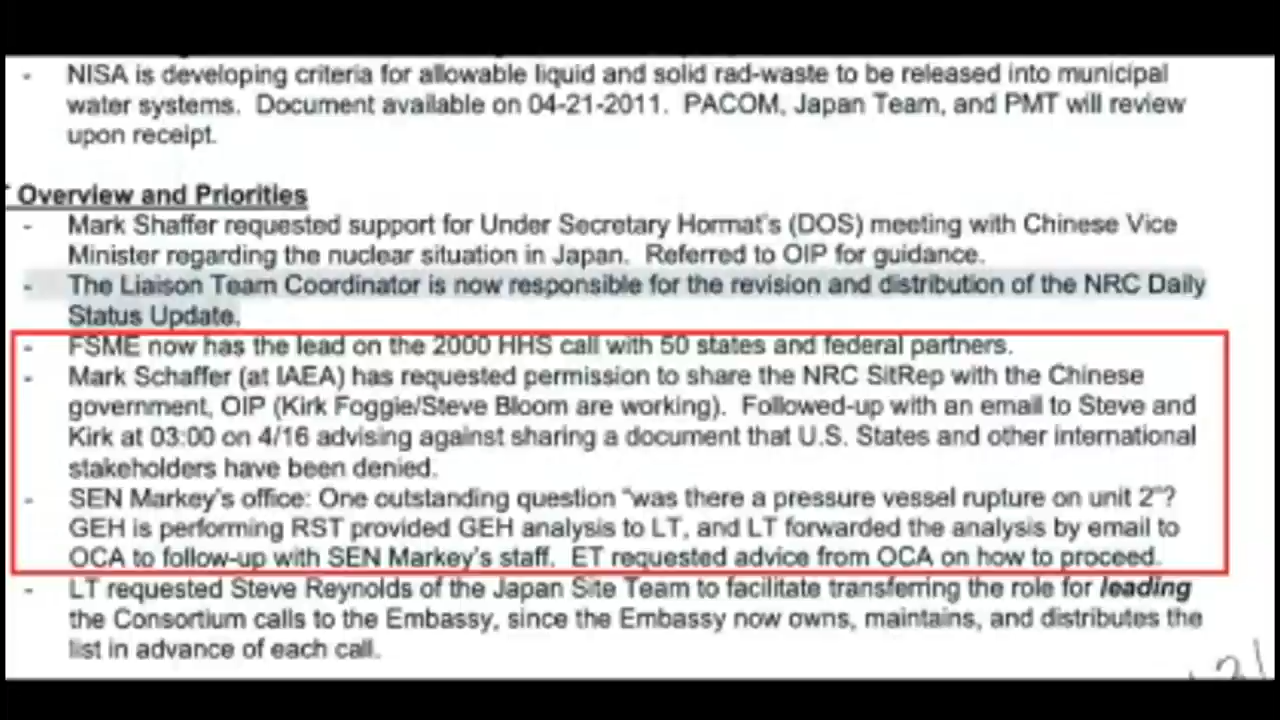 - NISA is developing criteria for allowable liquid and solid rad-waste to be released into municipal
water systems. Document available on 04-21-2011. PACOM, Japan Team, and PMT will review
upon receipt.
Overview and Priorities
- Mark Shaffer requested support for Under Secretary Hormat's (DOS) meeting with Chinese Vice
Minister regarding the nuclear situation in Japan. Referred to OIP for guidance.
- The Liaison Team Coordinator is now responsible for the revision and distribution of the NRC Daily
Status Update.
- FSME now has the lead on the 2000 HHS call with 50 states and federal partners.
- Mark Schaffer (at IAEA) has requested permission to share the NRC SitRep with the Chinese
government, OIP (Kirk Foggie/Steve Bloom are working). Followed-up with an email to Steve and
Kirk at 03:00 on 4/16 advising against sharing a document that U.S. States and other international
stakeholders have been denied.
- SEN Markey's office: One outstanding question "was there a pressure vessel rupture on unit 2"?
GEH is performing RST provided GEH analysis to LT, and LT forwarded the analysis by email to
OCA to follow-up with SEN Markey's staff. ET requested advice from OCA on how to proceed.
- LT requested Steve Reynolds of the Japan Site Team to facilitate transferring the role for leading
the Consortium calls to the Embassy, since the Embassy now owns, maintains, and distributes the
list in advance of each call.